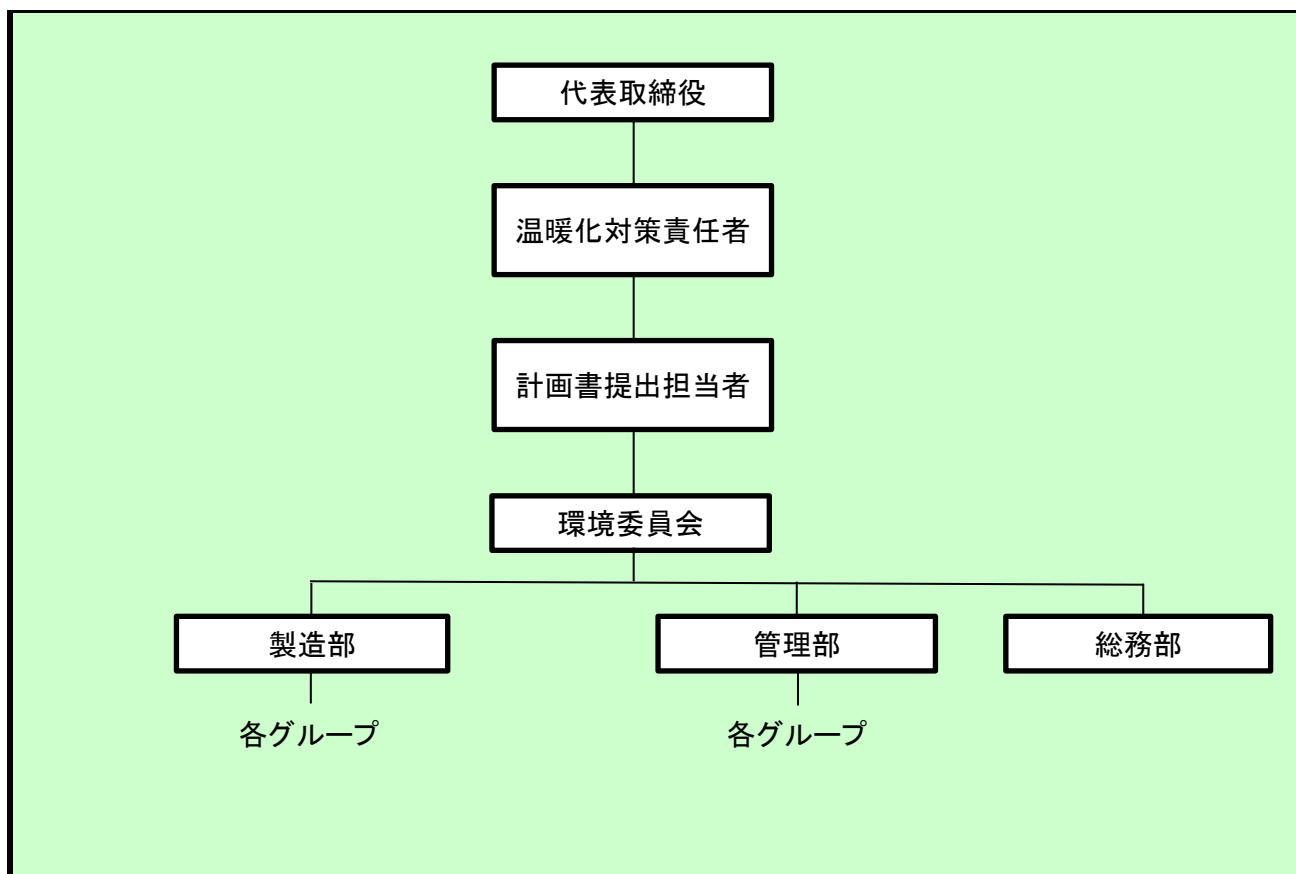 代表取締役
温暖化対策責任者
計画書提出担当者
環境委員会
製造部
管理部
総務部
各グループ
各グループ